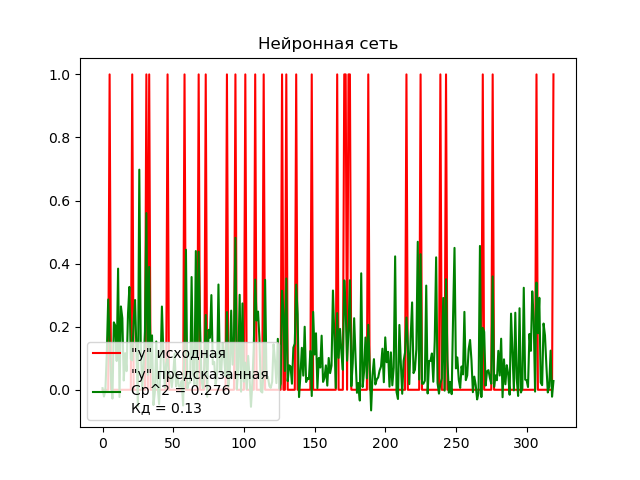 Нейронная сеть
1.0
0.8
0.6
0.4
0.2
0.0
"у" исходная
"у" предсказанная
Ср^2 = 0.276
Кд = 0.13
0
50
100
150
200
250
300